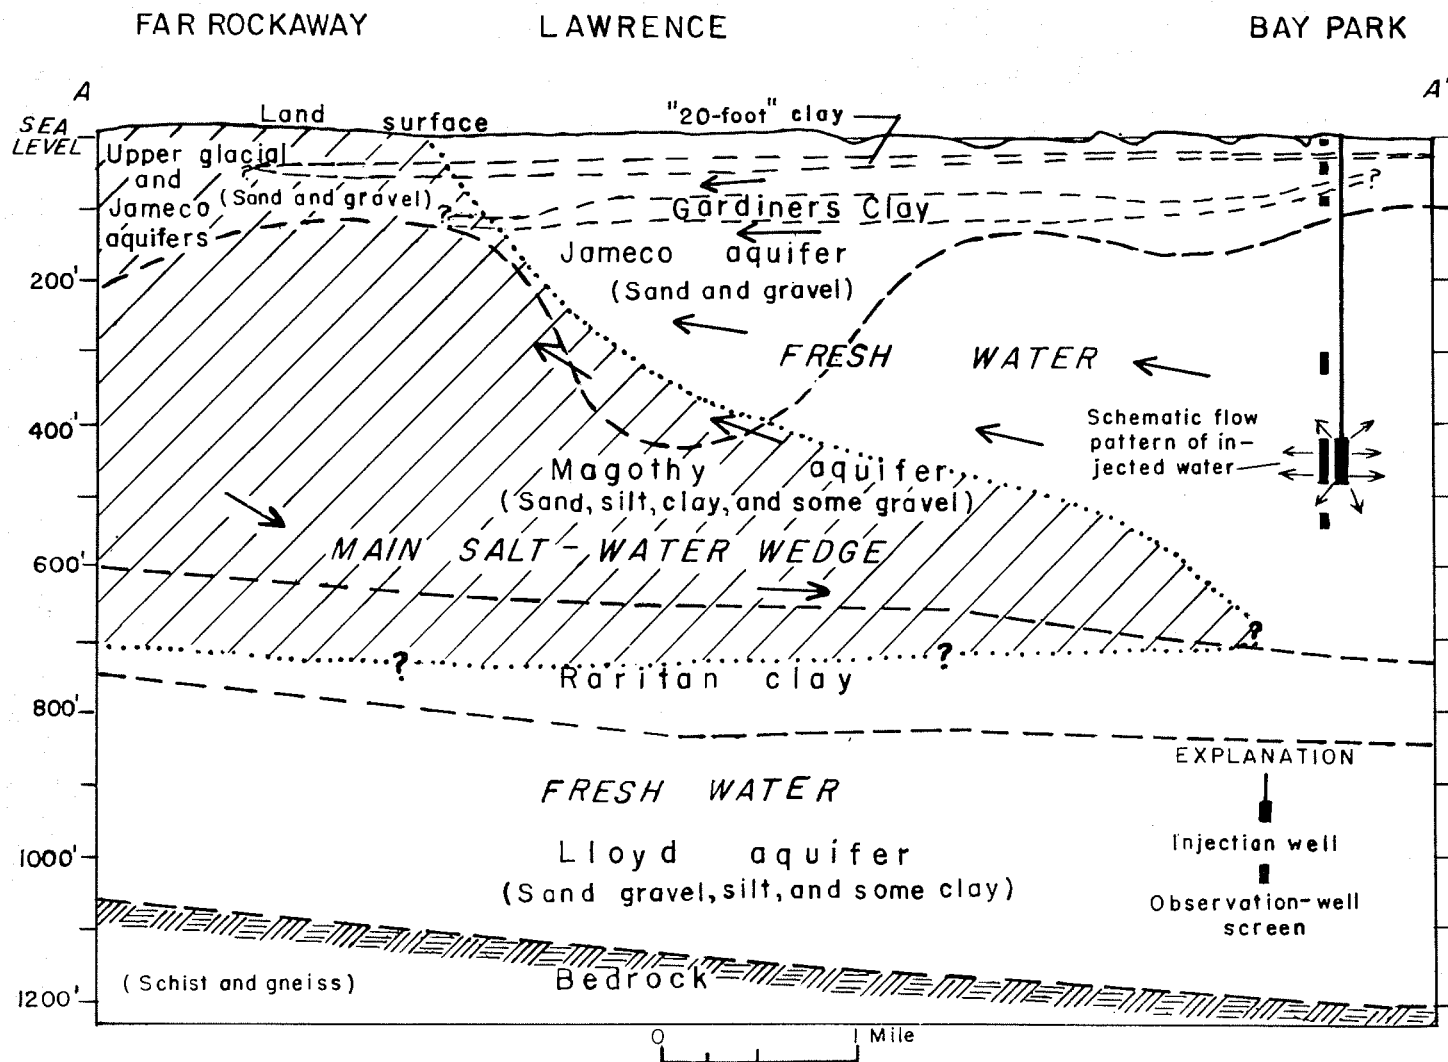 FAR ROCKAWAY
LAWRENCE
BAY PARK
A
A'
SEA
LEVEL
Land surface
"20-foot" clay
Upper glacial
and
Jameco
aquifers
(Sand and gravel)
?
?
?
Gardiners Clay
Jameco aquifer
(Sand and gravel)
200'
FRESH WATER
400'
Schematic flow
pattern of in-
jected water
Magothy aquifer
(Sand, silt, clay, and some gravel)
MAIN SALT-WATER WEDGE
600'
?
?
?
Raritan clay
800'
EXPLANATION
FRESH WATER
Injection well
Lloyd aquifer
(Sand gravel, silt, and some clay)
1000'
Observation-well
screen
Bedrock
(Schist and gneiss)
1200'
0 1 Mile